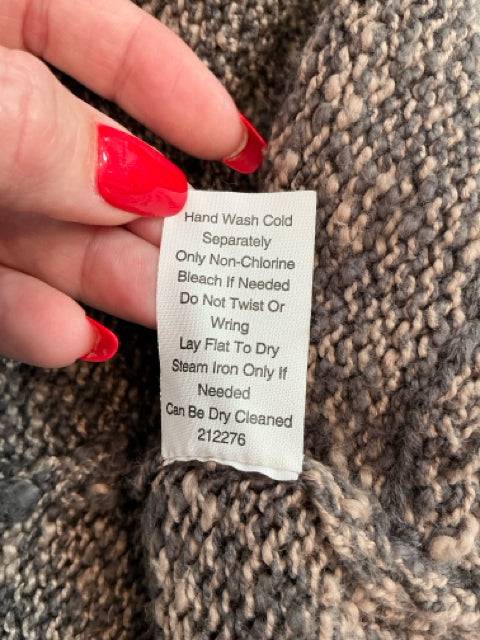 Hand Wash Cold
Separately
Only Non-Chlorine
Bleach If Needed
Do Not Twist Or
Wring
Lay Flat To Dry
Steam Iron Only If
Needed
Can Be Dry Cleaned
212276